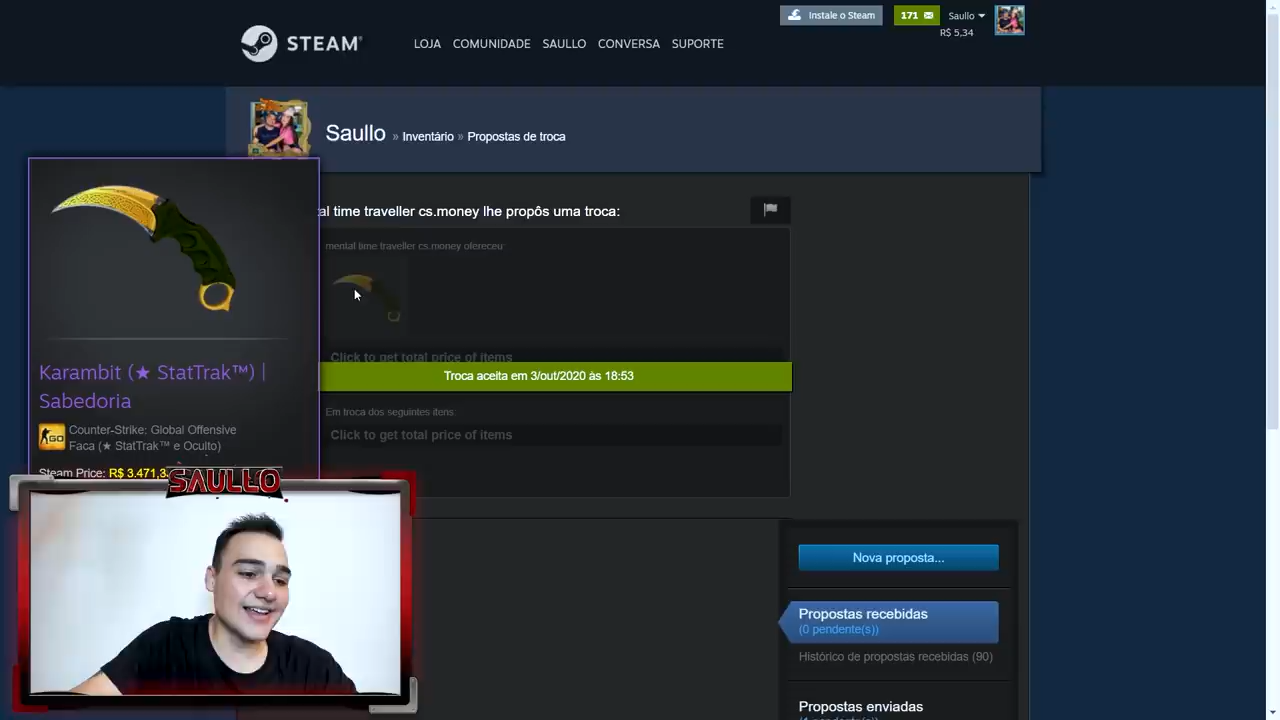 Instale o Steam
171
Saullo
R$ 5,34
STEAM®
LOJA
COMUNIDADE
SAULLO
CONVERSA
SUPORTE
Saullo » Inventário » Propostas de troca
al time traveller cs.money lhe propôs uma troca:
mental time traveller cs.money ofereceu:
Click to get total price of items
Troca aceita em 3/out/2020 às 18:53
Em troca dos seguintes itens:
Click to get total price of items
Karambit (★ StatTrak™) |
Sabedoria
GO
Counter-Strike: Global Offensive
Faca (★ StatTrak™ e Oculto)
Steam Price: R$ 3.471,3
SAULLO
Nova proposta...
Propostas recebidas
(0 pendente(s))
Histórico de propostas recebidas (90)
Propostas enviadas